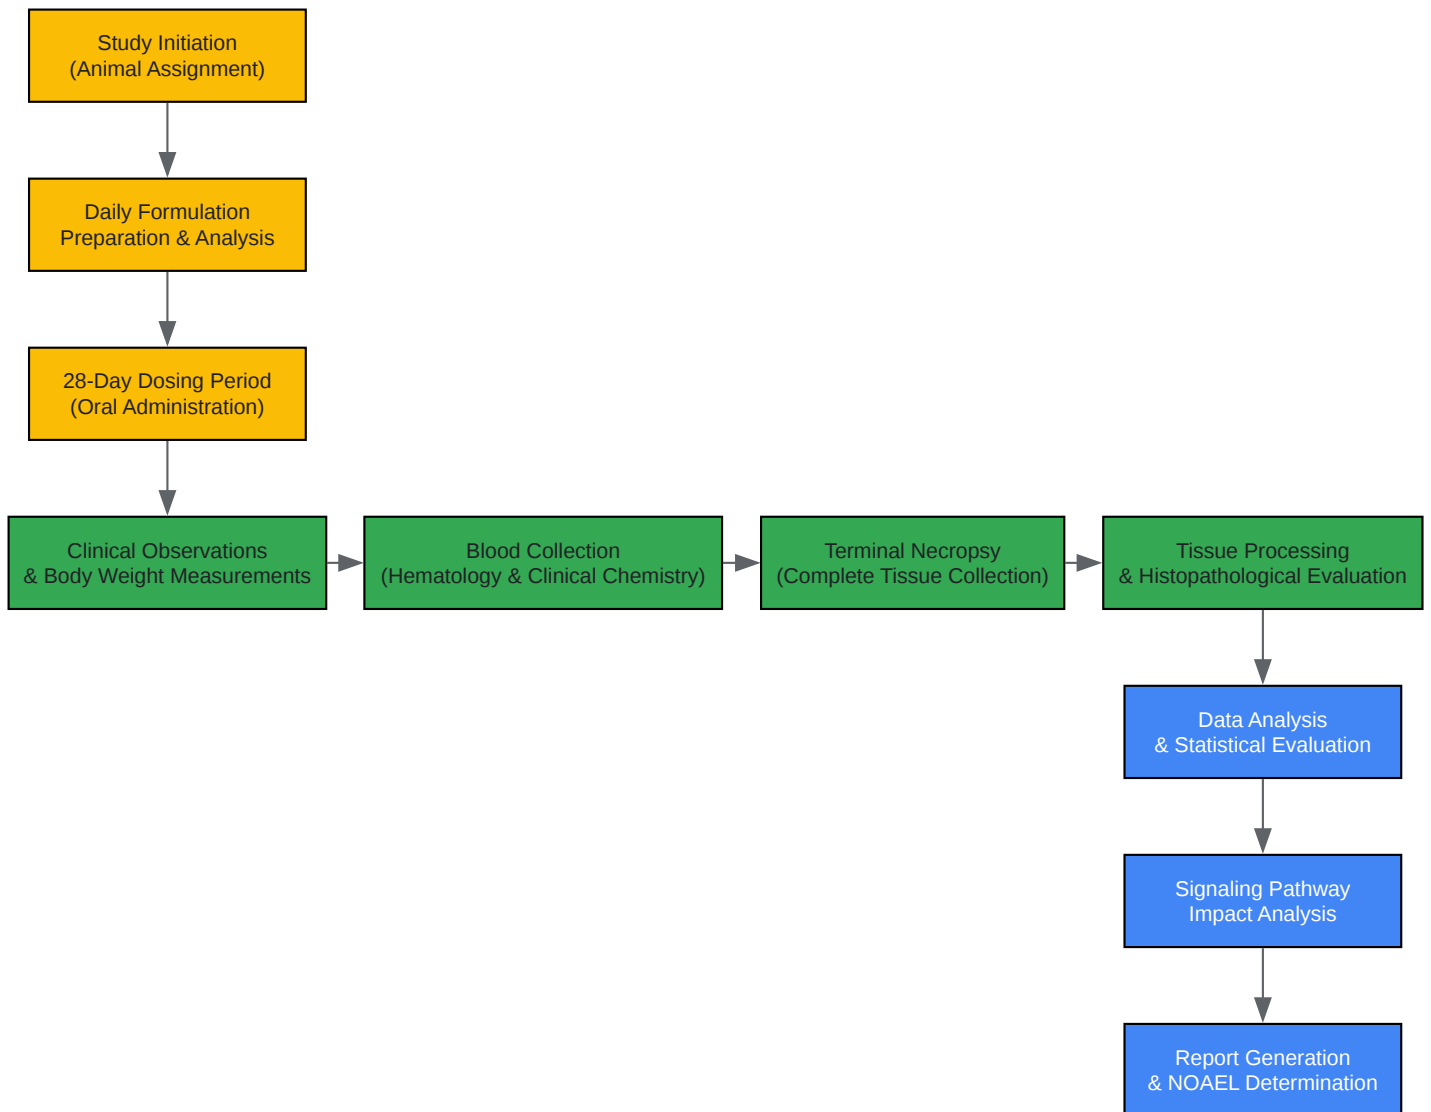 Study Initiation
(Animal Assignment)
Daily Formulation
Preparation & Analysis
28-Day Dosing Period
(Oral Administration)
Clinical Observations
& Body Weight Measurements
Blood Collection
(Hematology & Clinical Chemistry)
Terminal Necropsy
(Complete Tissue Collection)
Tissue Processing
& Histopathological Evaluation
Data Analysis
& Statistical Evaluation
Signaling Pathway
Impact Analysis
Report Generation
& NOAEL Determination